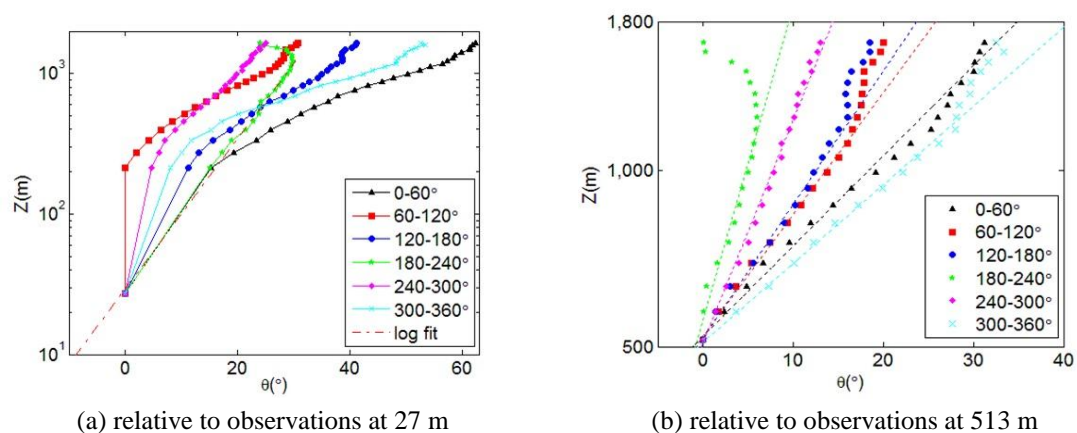 (a)
Z(m)
10³
10²
10¹
0 20 40 60
θ(°)
0-60°
60-120°
120-180°
180-240°
240-300°
300-360°
log fit
(a) relative to observations at 27 m
(b)
Z(m)
1,800
1,000
500
0 10 20 30 40
θ(°)
0-60°
60-120°
120-180°
180-240°
240-300°
300-360°
(b) relative to observations at 513 m